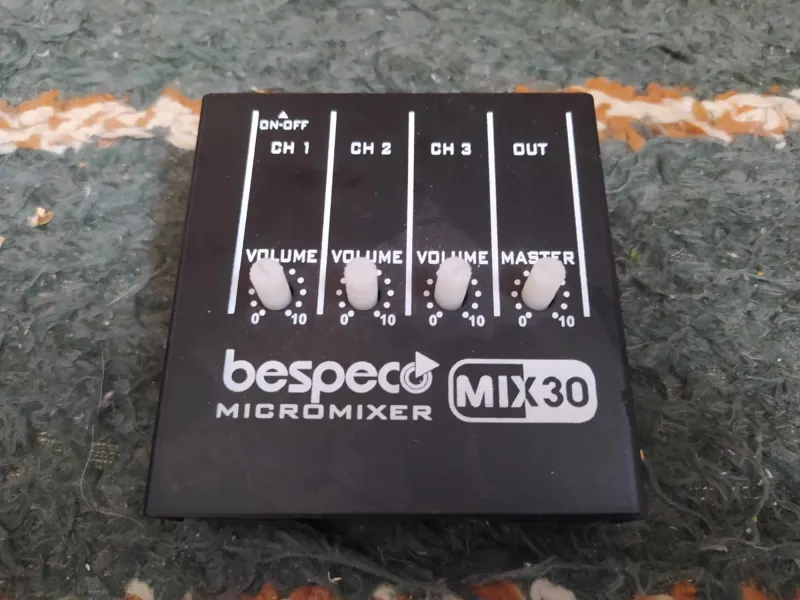 ON-OFF
CH 1 CH 2 CH 3 OUT
VOLUME VOLUME VOLUME MASTER
0 10 0 10 0 10 0 10
bespeco
MICROMIXER
MIX30